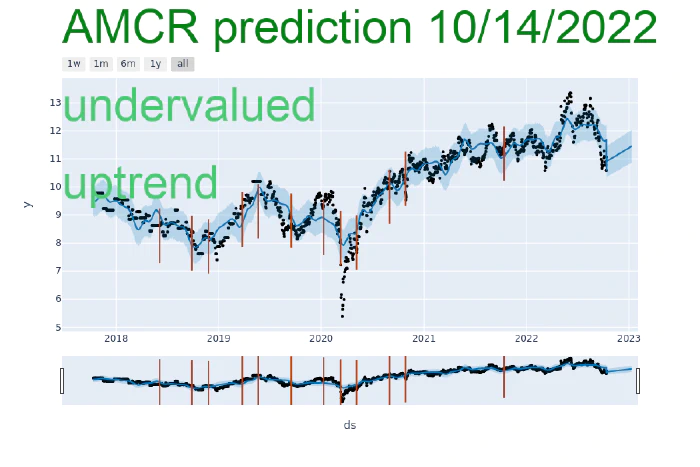 AMCR prediction 10/14/2022
1w 1m 6m 1y all
undervalued
uptrend
13
12
11
10
9
8
7
6
5
y
2018 2019 2020 2021 2022 2023
ds